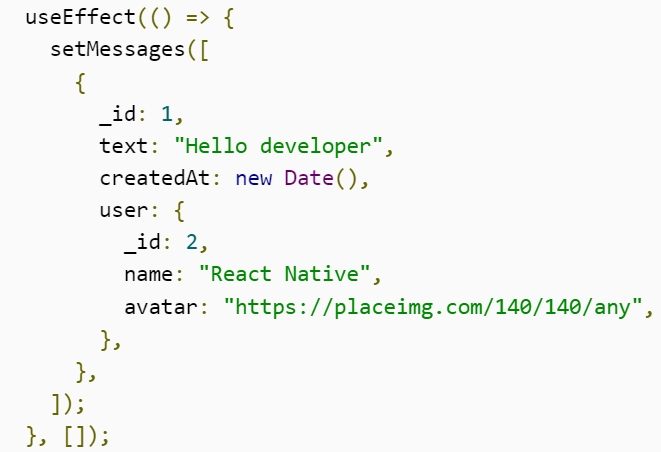 useEffect(() => {
  setMessages([
    {
      _id: 1,
      text: "Hello developer",
      createdAt: new Date(),
      user: {
        _id: 2,
        name: "React Native",
        avatar: "https://placeimg.com/140/140/any",
      },
    },
  ]);
}, []);